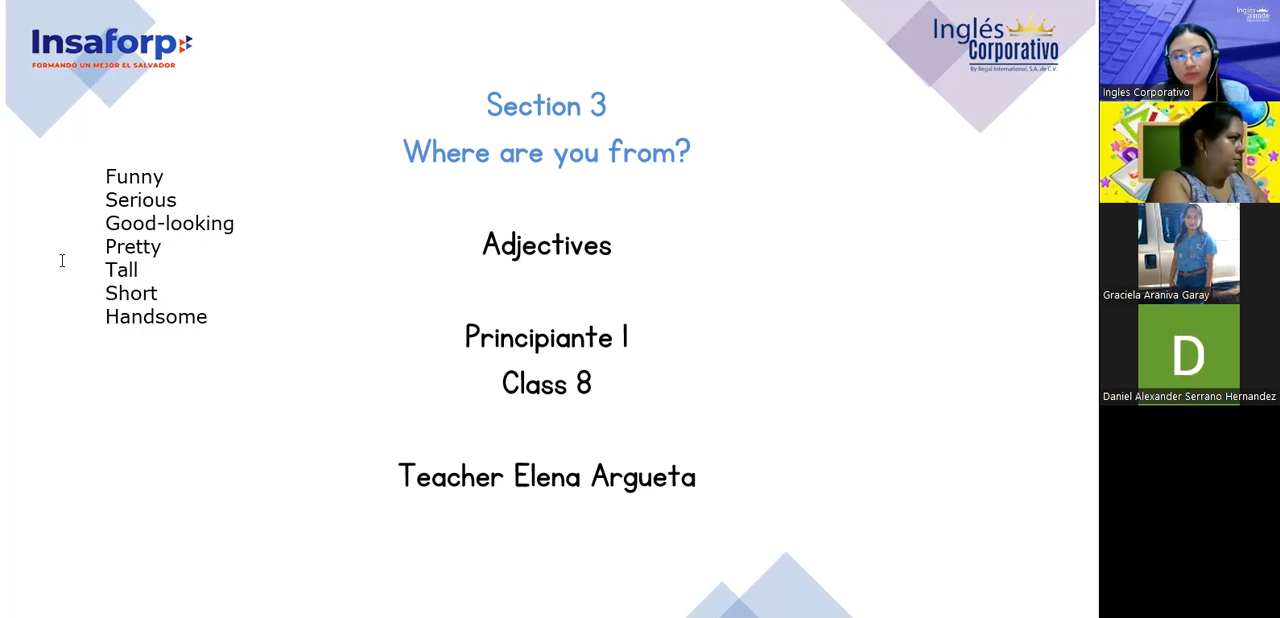 Insaforp
FORMANDO UN MEJOR EL SALVADOR
Inglés
Corporativo
By Regal International, S.A. de C.V.
Section 3
Where are you from?
Funny
Serious
Good-looking
Pretty
Tall
Short
Handsome
Adjectives
Principiante I
Class 8
Teacher Elena Argueta
Inglés
Ingles Corporativo
Graciela Araniva Garay
D
Daniel Alexander Serrano Hernandez